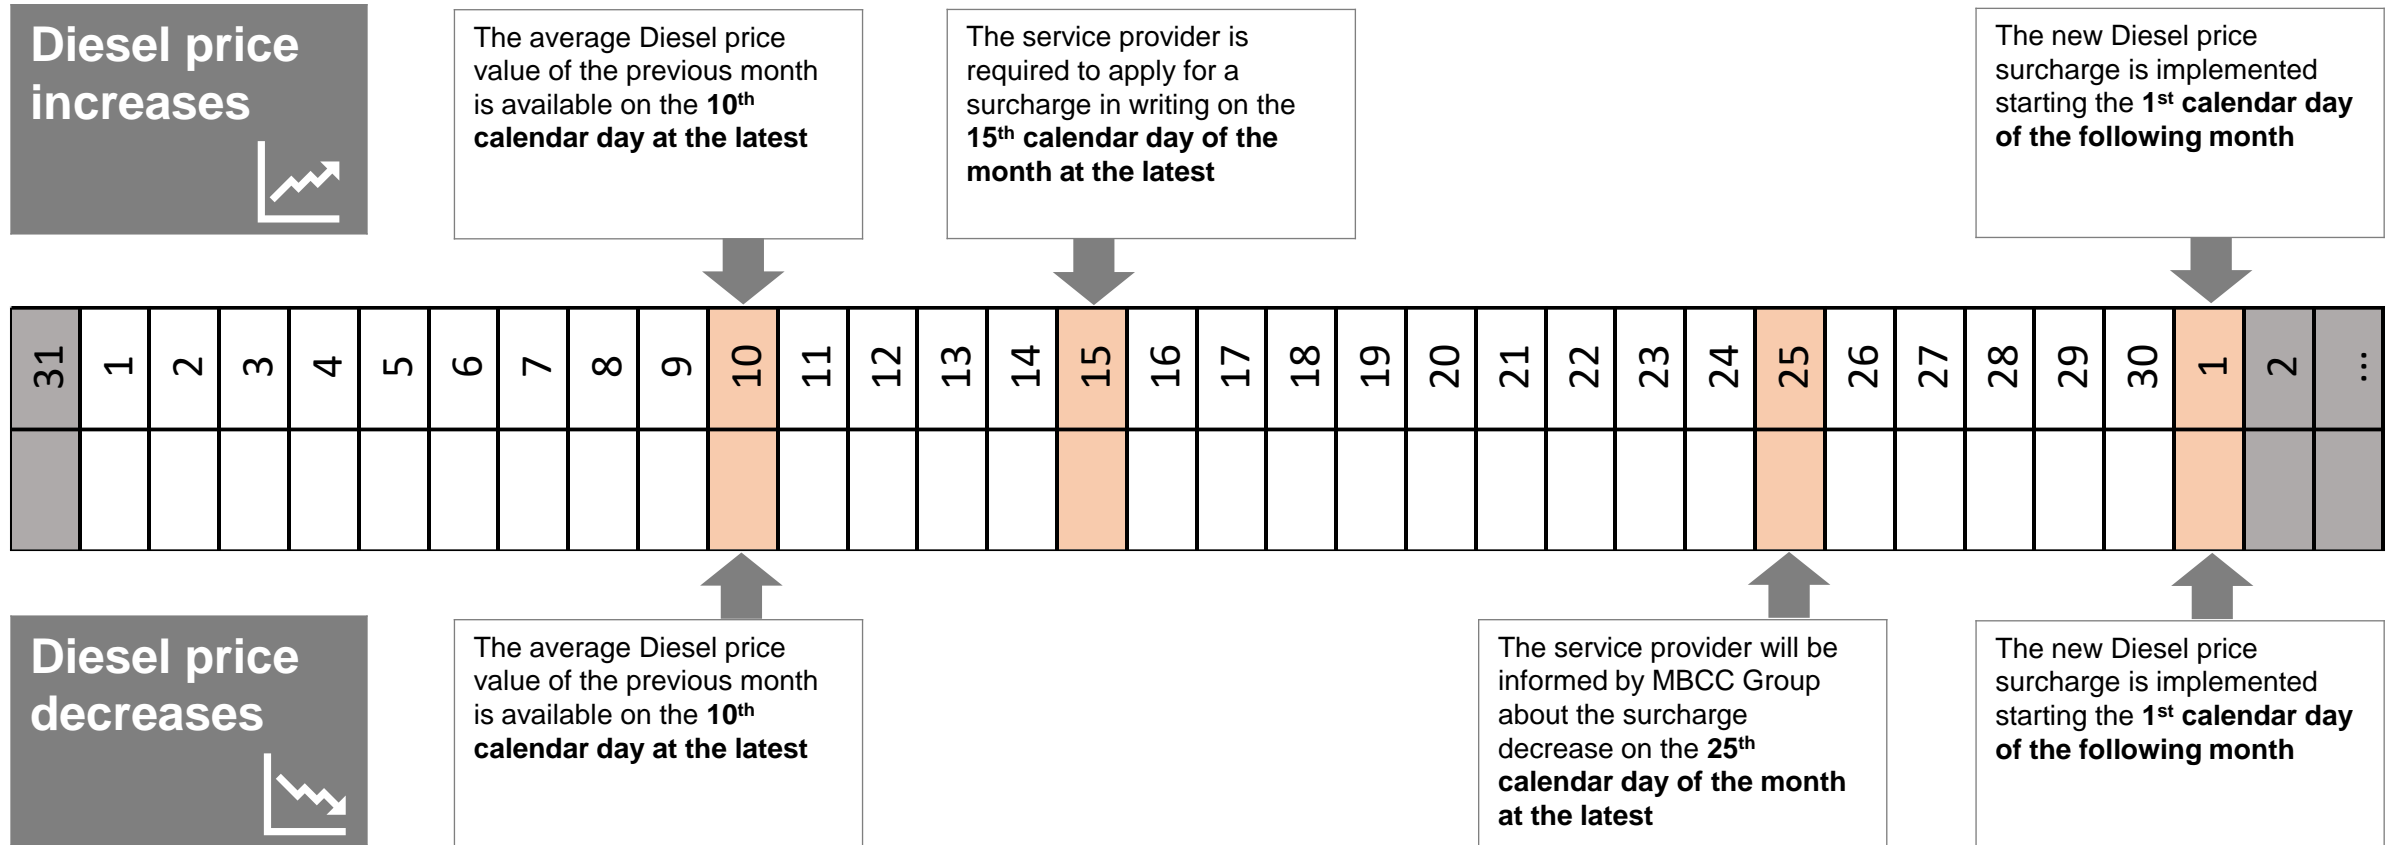 Diesel price
increases
The average Diesel price
value of the previous month
is available on the 10th
calendar day at the latest
The service provider is
required to apply for a
surcharge in writing on the
15th calendar day of the
month at the latest
The new Diesel price
surcharge is implemented
starting the 1st calendar day
of the following month
31 1 2 3 4 5 6 7 8 9 10 11 12 13 14 15 16 17 18 19 20 21 22 23 24 25 26 27 28 29 30 1 2 ...
Diesel price
decreases
The average Diesel price
value of the previous month
is available on the 10th
calendar day at the latest
The service provider will be
informed by MBCC Group
about the surcharge
decrease on the 25th
calendar day of the month
at the latest
The new Diesel price
surcharge is implemented
starting the 1st calendar day
of the following month